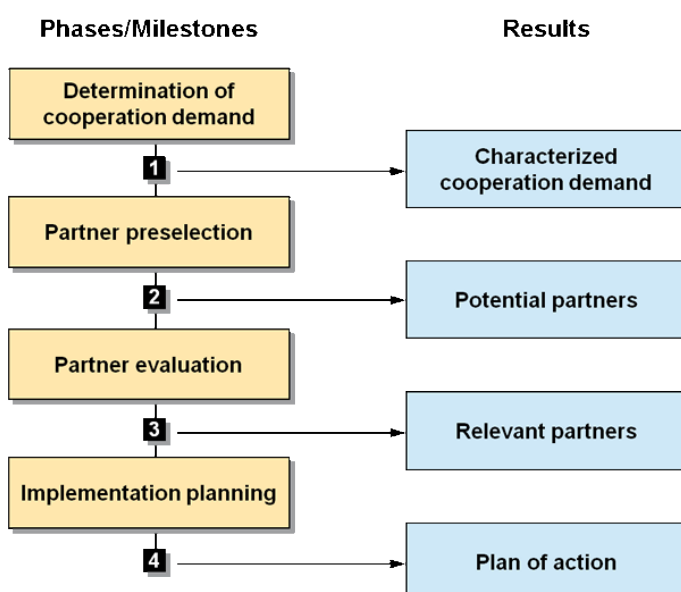 Phases/Milestones
Results
Determination of
cooperation demand
1
Characterized
cooperation demand
Partner preselection
2
Potential partners
Partner evaluation
3
Relevant partners
Implementation planning
4
Plan of action